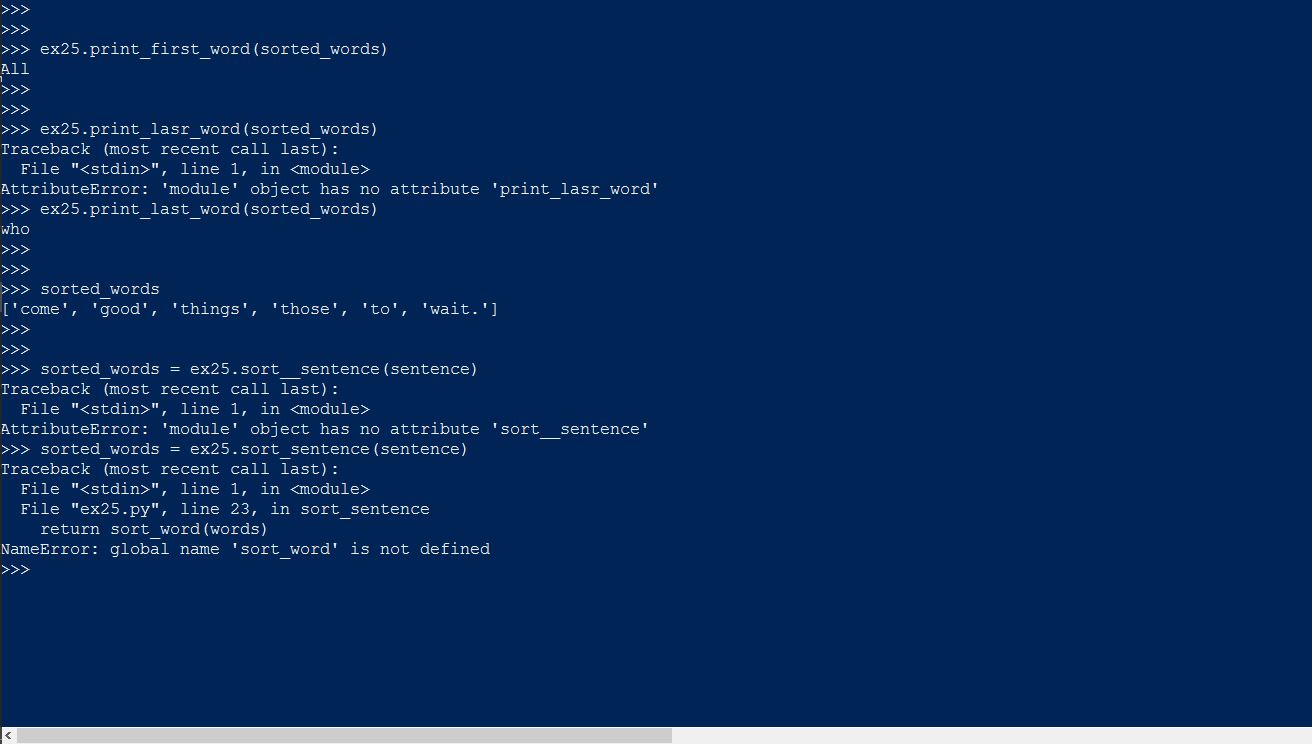 >>>
>>>
>>> ex25.print_first_word(sorted_words)
All
>>>
>>>
>>> ex25.print_lasr_word(sorted_words)
Traceback (most recent call last):
  File "<stdin>", line 1, in <module>
AttributeError: 'module' object has no attribute 'print_lasr_word'
>>> ex25.print_last_word(sorted_words)
who
>>>
>>>
>>> sorted_words
['come', 'good', 'things', 'those', 'to', 'wait.']
>>>
>>>
>>> sorted_words = ex25.sort__sentence(sentence)
Traceback (most recent call last):
  File "<stdin>", line 1, in <module>
AttributeError: 'module' object has no attribute 'sort__sentence'
>>> sorted_words = ex25.sort_sentence(sentence)
Traceback (most recent call last):
  File "<stdin>", line 1, in <module>
  File "ex25.py", line 23, in sort_sentence
    return sort_word(words)
NameError: global name 'sort_word' is not defined
>>>